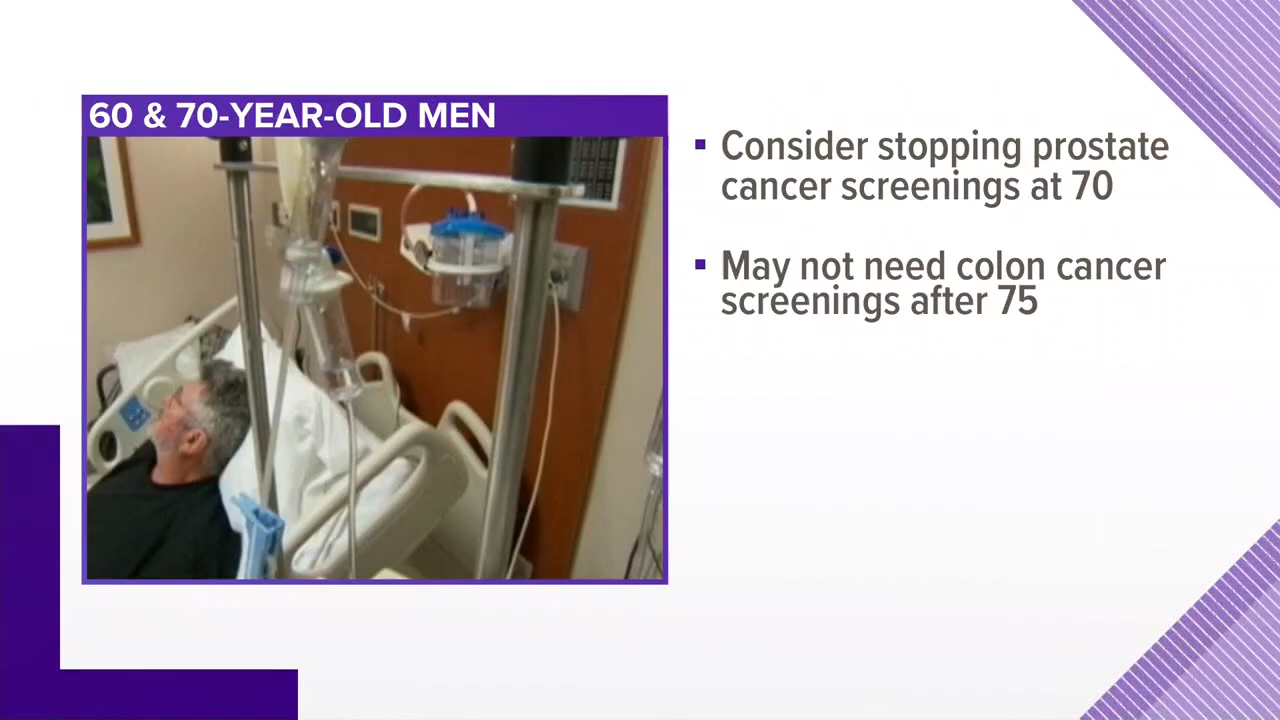 60 & 70-YEAR-OLD MEN
▪ Consider stopping prostate
cancer screenings at 70
▪ May not need colon cancer
screenings after 75